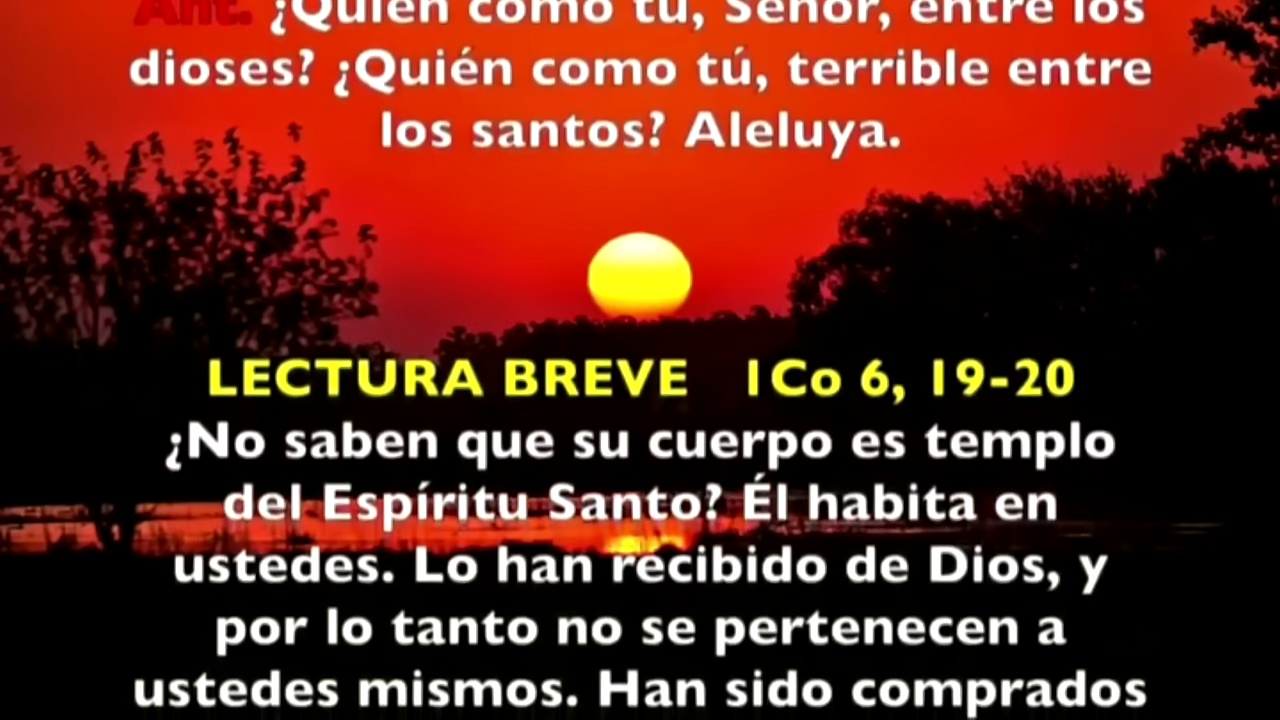 Ant. ¿Quién como tú, Señor, entre los
dioses? ¿Quién como tú, terrible entre
los santos? Aleluya.
LECTURA BREVE 1Co 6, 19-20
¿No saben que su cuerpo es templo
del Espíritu Santo? Él habita en
ustedes. Lo han recibido de Dios, y
por lo tanto no se pertenecen a
ustedes mismos. Han sido comprados